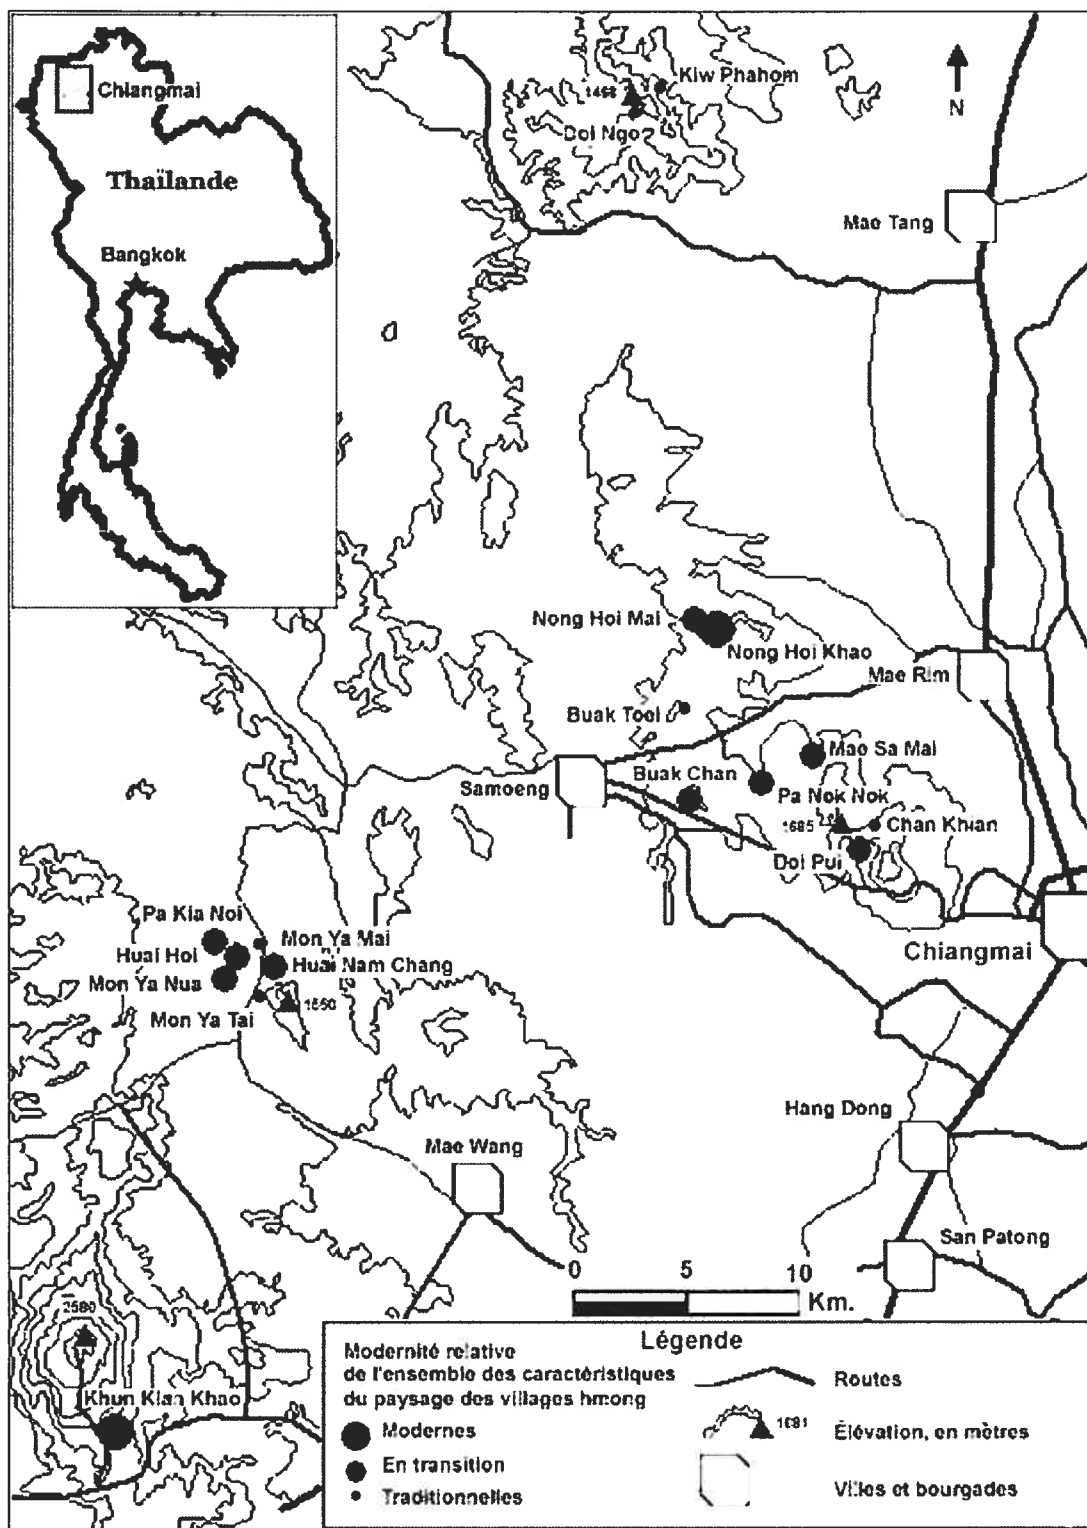 Chiangmai
Thaïlande
Bangkok
Kiw Phahom
Doi Ngo
N
Mae Tang
Nong Hoi Mai
Nong Hoi Khao
Mae Rim
Buak Toei
Mae Sa Mai
Samoeng
Buak Chan
Pa Nok Nok
1685
Chan Khian
Doi Pui
Pa Kia Noi
Mon Ya Mai
Chiangmai
Huai Hoi
Huai Nam Chang
Mon Ya Nua
1550
Mon Ya Tai
Hang Dong
Mae Wang
San Patong
0 5 10
Km.
2580
Khun Klan Khao
Légende
Modernité relative
de l'ensemble des caractéristiques
du paysage des villages hmong
Modernes
En transition
Traditionnelles
Routes
Élévation, en mètres
Villes et bourgades